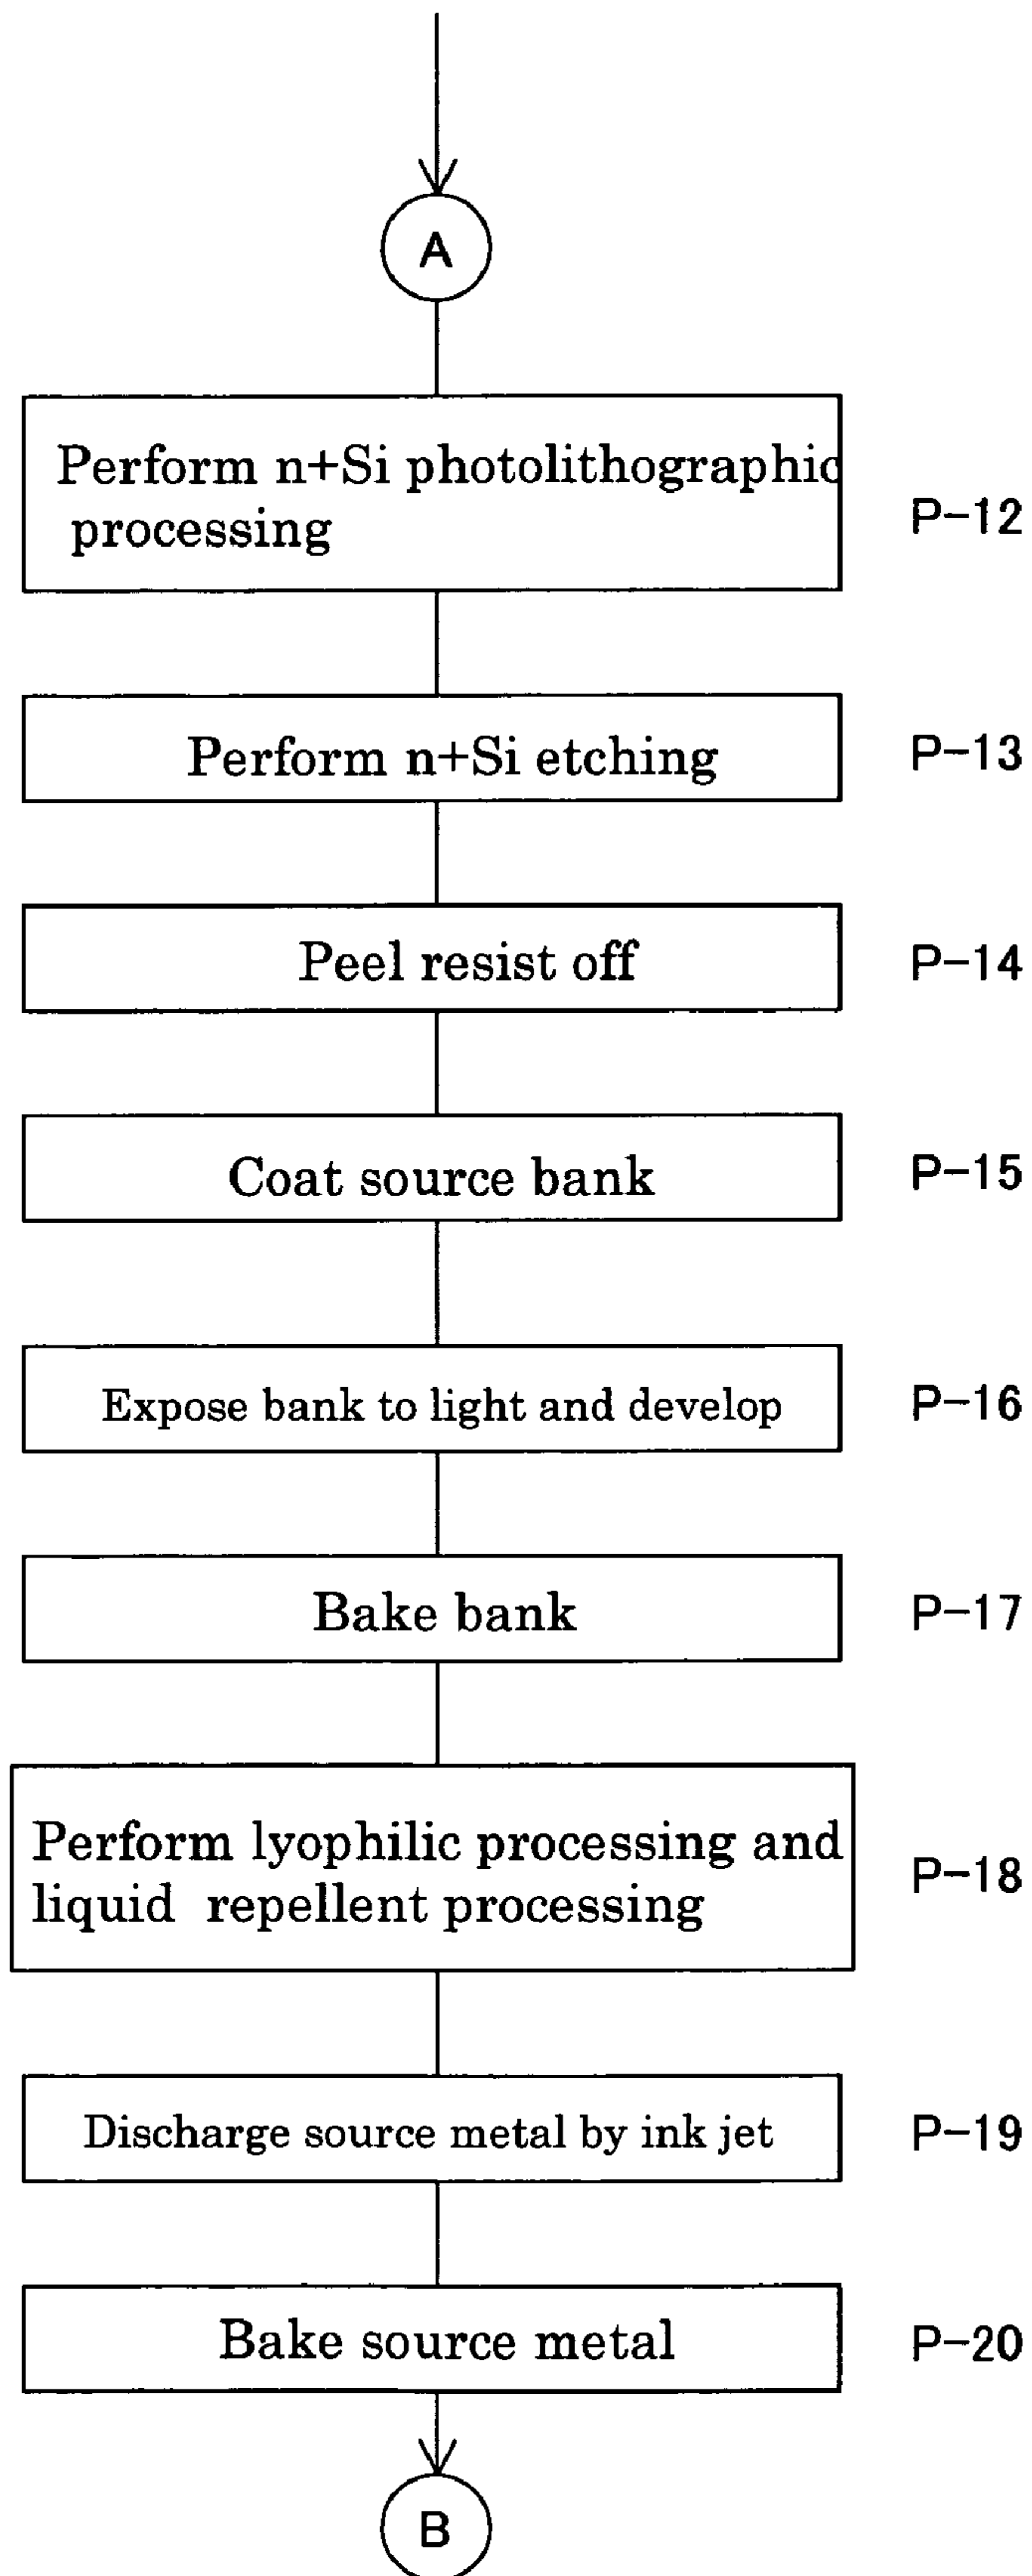 A
Perform n+Si photolithographic
processing
P-12
Perform n+Si etching
P-13
Peel resist off
P-14
Coat source bank
P-15
Expose bank to light and develop
P-16
Bake bank
P-17
Perform lyophilic processing and
liquid repellent processing
P-18
Discharge source metal by ink jet
P-19
Bake source metal
P-20
B